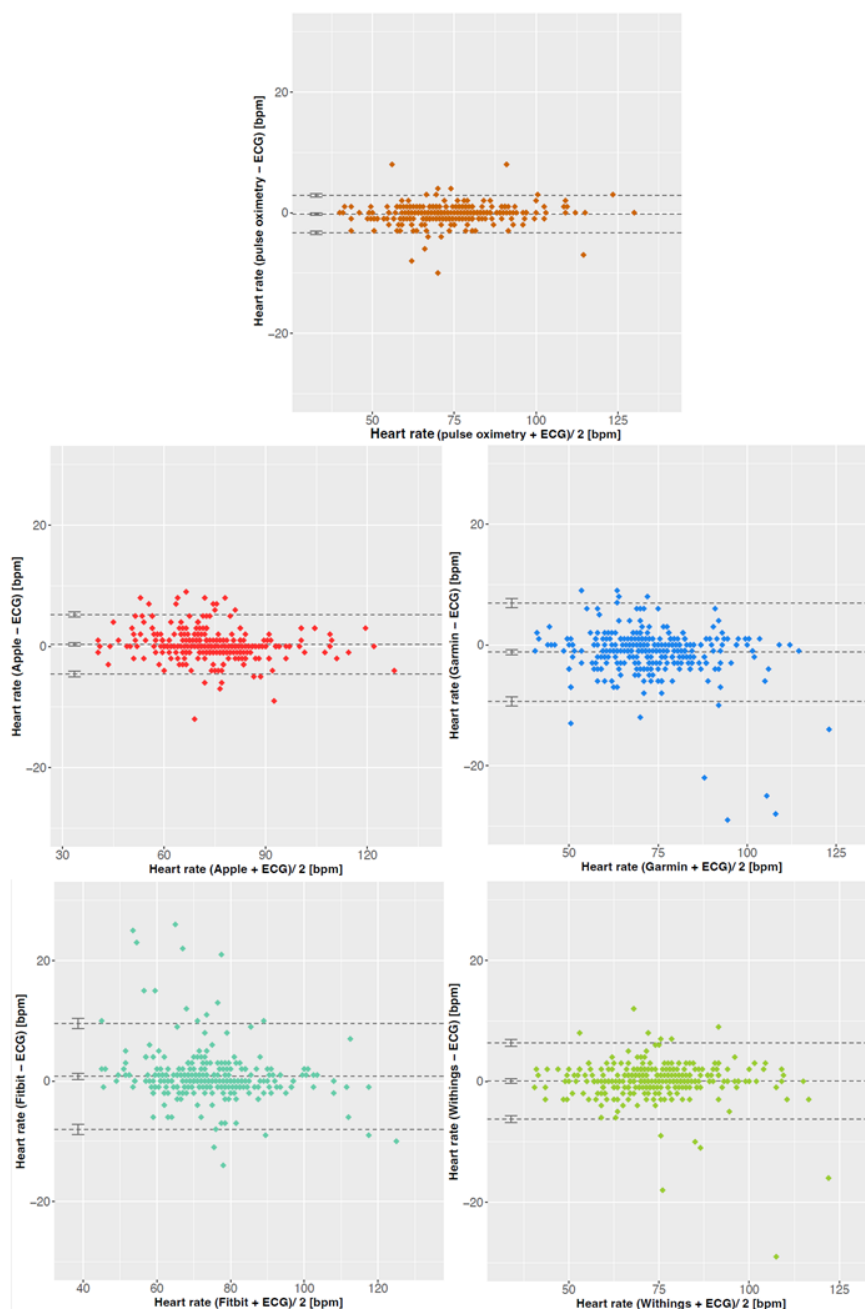 Heart rate (pulse oximetry − ECG) [bpm]
20
0
−20
50 75 100 125
Heart rate (pulse oximetry + ECG)/ 2 [bpm]
Heart rate (Apple − ECG) [bpm]
20
0
−20
30 60 90 120
Heart rate (Apple + ECG)/ 2 [bpm]
Heart rate (Garmin − ECG) [bpm]
20
0
−20
50 75 100 125
Heart rate (Garmin + ECG)/ 2 [bpm]
Heart rate (Fitbit − ECG) [bpm]
20
0
−20
40 60 80 100 120
Heart rate (Fitbit + ECG)/ 2 [bpm]
Heart rate (Withings − ECG) [bpm]
20
0
−20
50 75 100 125
Heart rate (Withings + ECG)/ 2 [bpm]